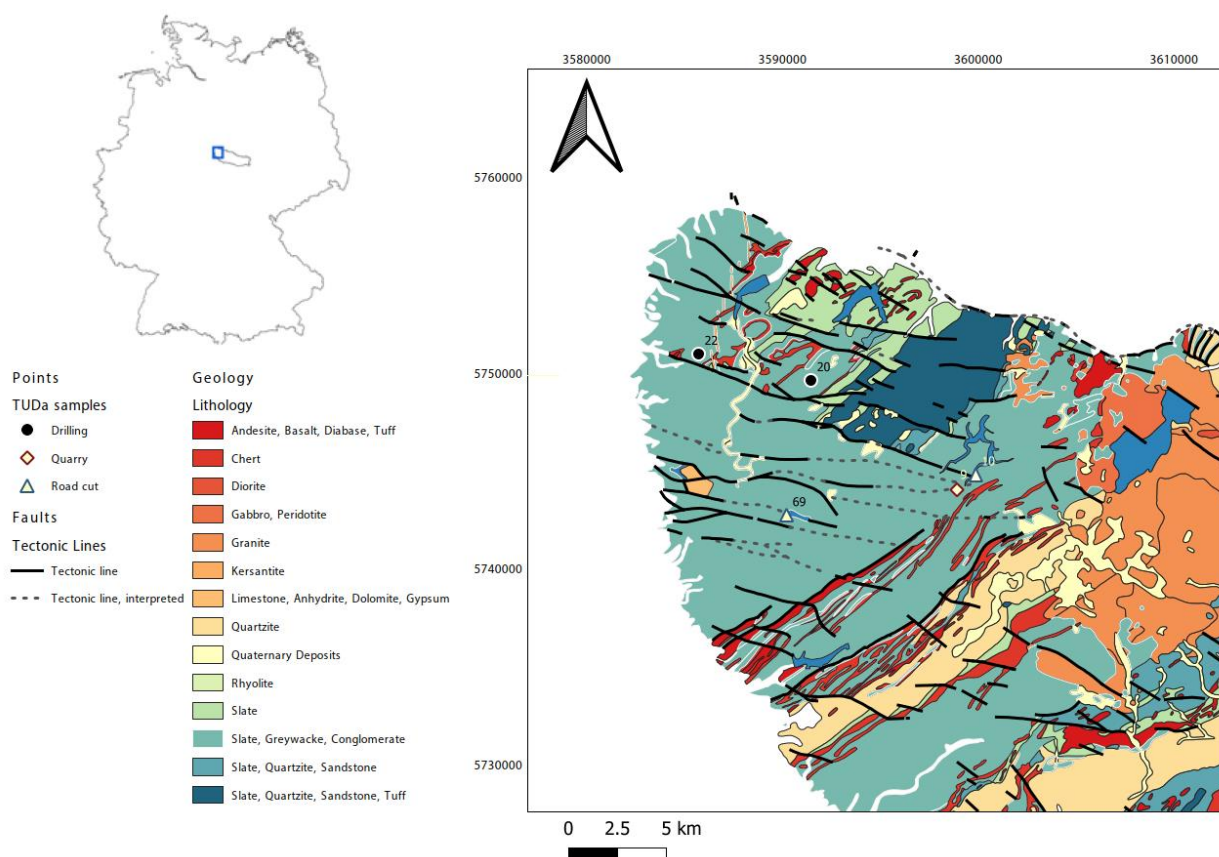 3580000 3590000 3600000 3610000
5760000
5750000
5740000
5730000
22
20
10
9
69
Points
TUDa samples
Drilling
Quarry
Road cut
Faults
Tectonic Lines
Tectonic line
Tectonic line, interpreted
Geology
Lithology
Andesite, Basalt, Diabase, Tuff
Chert
Diorite
Gabbro, Peridotite
Granite
Kersantite
Limestone, Anhydrite, Dolomite, Gypsum
Quartzite
Quaternary Deposits
Rhyolite
Slate
Slate, Greywacke, Conglomerate
Slate, Quartzite, Sandstone
Slate, Quartzite, Sandstone, Tuff
0 2.5 5 km